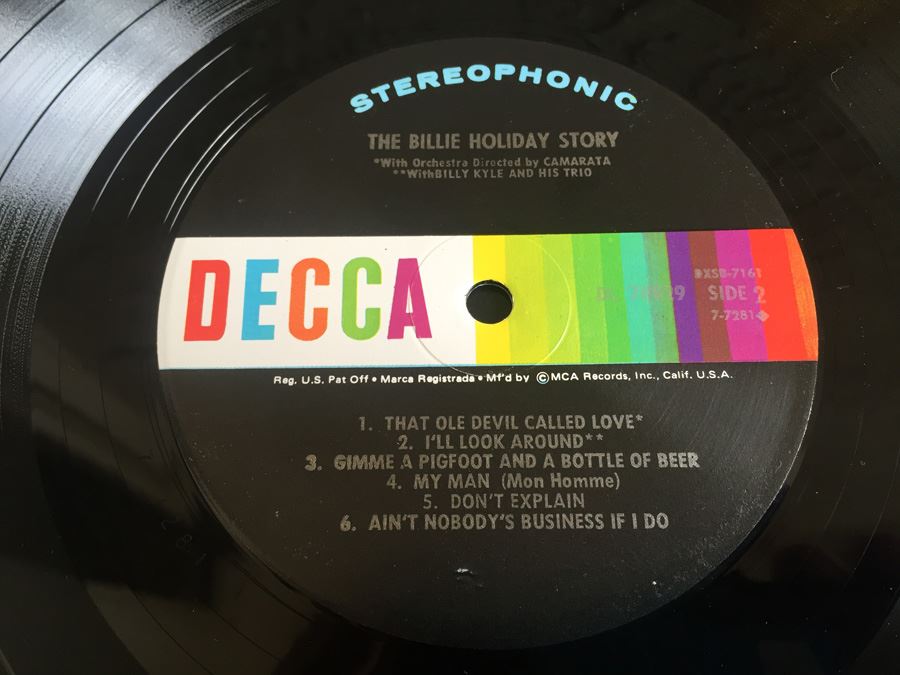 STEREOPHONIC
THE BILLIE HOLIDAY STORY
*With Orchestra Directed by CAMARATA
**WithBILLY KYLE AND HIS TRIO
DECCA
DXSB-7161
SIDE 2
7-7281
Reg. U.S. Pat Off • Marca Registrada • Mf'd by ©MCA Records, Inc., Calif. U.S.A.
1. THAT OLE DEVIL CALLED LOVE*
2. I'LL LOOK AROUND**
3. GIMME A PIGFOOT AND A BOTTLE OF BEER
4. MY MAN (Mon Homme)
5. DON'T EXPLAIN
6. AIN'T NOBODY'S BUSINESS IF I DO